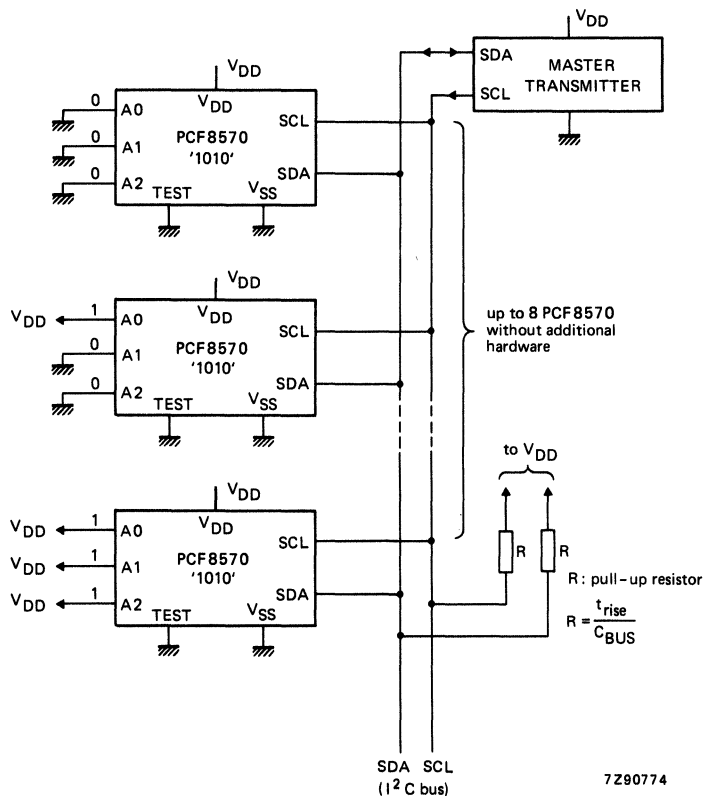 VDD
SDA
MASTER
TRANSMITTER
SCL
VDD
0 A0
VDD
SCL
PCF8570
0 A1
'1010'
SDA
0 A2
TEST
VSS
VDD
VDD 1 A0
VDD
SCL
PCF8570
0 A1
'1010'
SDA
0 A2
TEST
VSS
up to 8 PCF8570
without additional
hardware
to VDD
VDD
VDD 1 A0
VDD
SCL
PCF8570
VDD 1 A1
'1010'
SDA
VDD 1 A2
TEST
VSS
R
R
R : pull-up resistor
R = trise
CBUS
SDA SCL
(I2C bus)
7Z90774